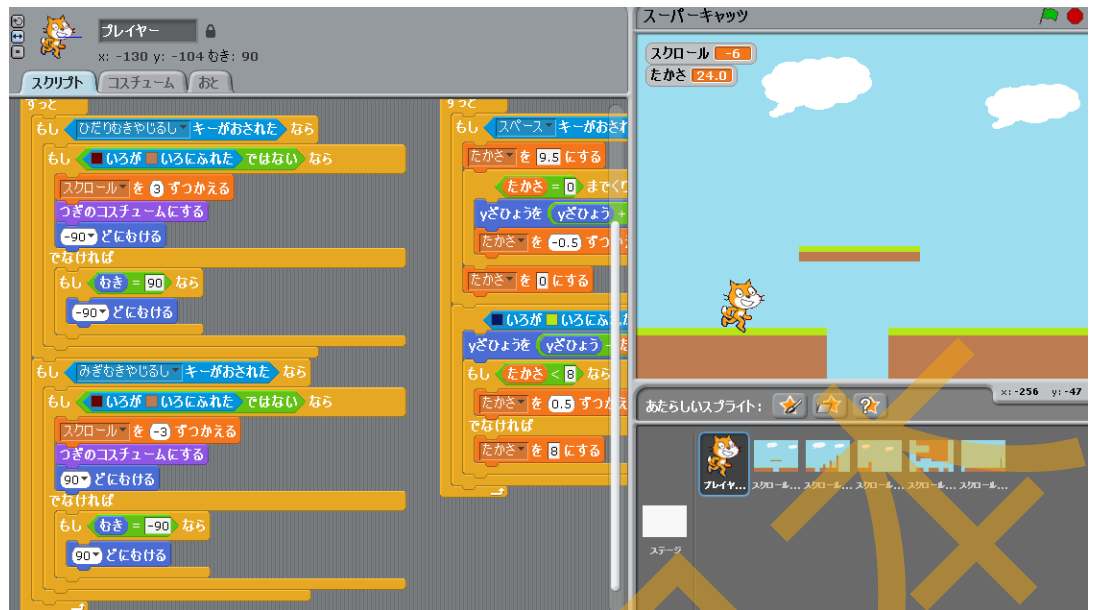 プレイヤー
x: -130 y: -104 むき: 90
スクリプト コスチューム おと
ずっと
もし ひだりむきやじるし キーがおされた なら
もし いろが いろにふれた ではない なら
スクロール を 3 ずつかえる
つぎのコスチュームにする
-90 どにむける
でなければ
もし むき = 90 なら
-90 どにむける
もし みぎむきやじるし キーがおされた なら
もし いろが いろにふれた ではない なら
スクロール を -3 ずつかえる
つぎのコスチュームにする
90 どにむける
でなければ
もし むき = -90 なら
90 どにむける
ずっと
もし スペース キーがおされ
たかさ を 9.5 にする
たかさ = 0 までく
yざひょうを yざひょう +
たかさ を -0.5 ずつか
たかさ を 0 にする
いろが いろにふ
yざひょうを yざひょう -
もし たかさ < 8 なら
たかさ を 0.5 ずつか
でなければ
たかさ を 8 にする
スーパーキャッツ
スクロール -6
たかさ 24.0
x: -256 y: -47
あたらしいスプライト:
プレイヤ... スクロール... スクロール... スクロール... スクロール... スクロール...
ステージ